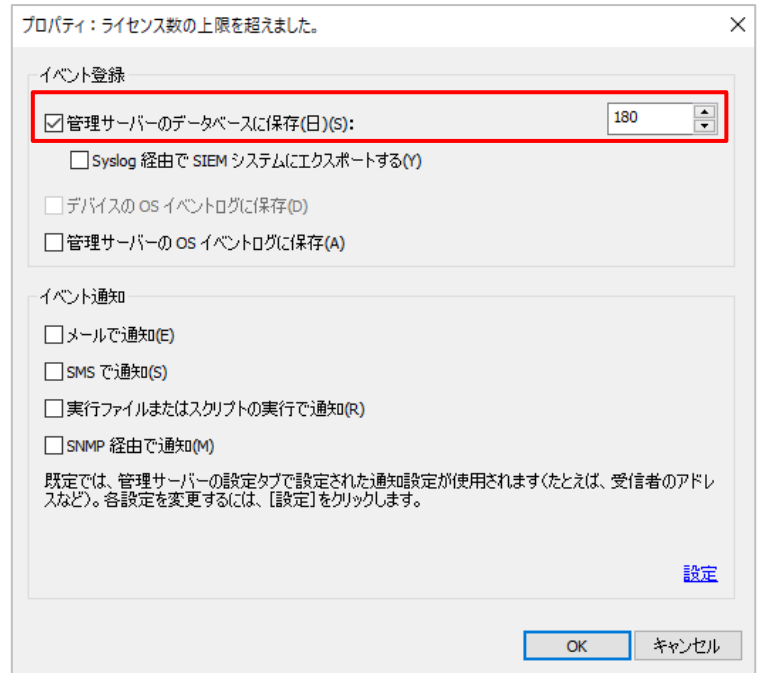 プロパティ：ライセンス数の上限を超えました。
イベント登録
管理サーバーのデータベースに保存(日)(S):
180
Syslog 経由で SIEM システムにエクスポートする(Y)
デバイスの OS イベントログに保存(D)
管理サーバーの OS イベントログに保存(A)
イベント通知
メールで通知(E)
SMS で通知(S)
実行ファイルまたはスクリプトの実行で通知(R)
SNMP 経由で通知(M)
既定では、管理サーバーの設定タブで設定された通知設定が使用されます(たとえば、受信者のアドレ
スなど)。各設定を変更するには、[設定]をクリックします。
設定
OK
キャンセル